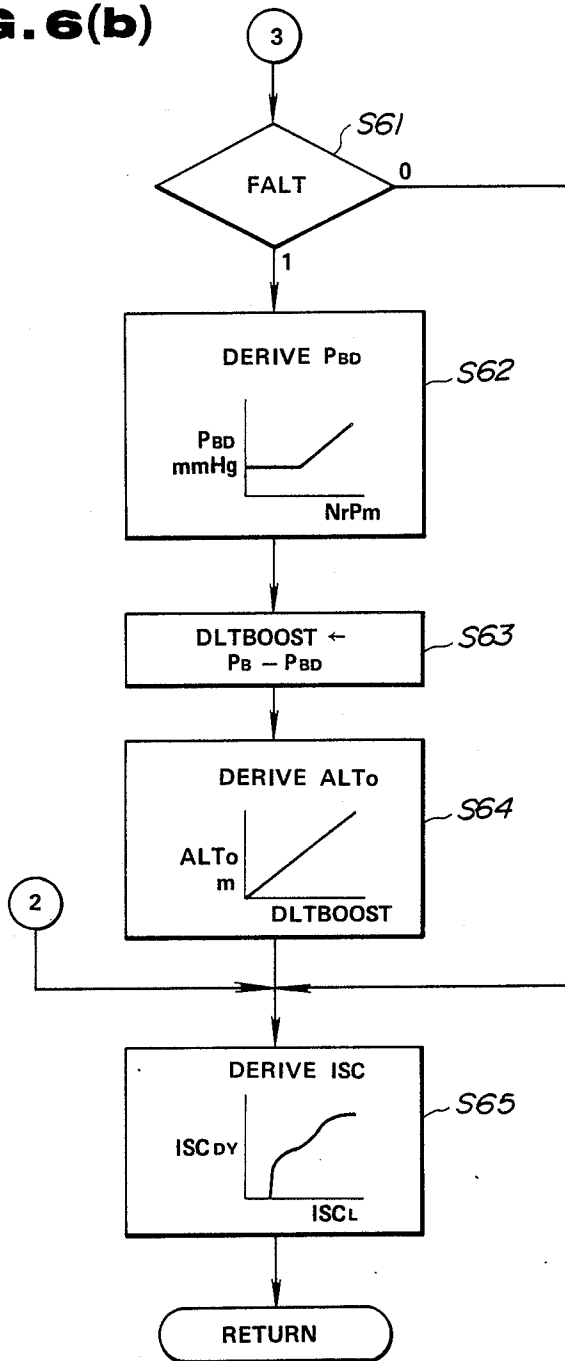 G. 6(b)
3
S61
FALT
0
1
DERIVE PBD
S62
PBD
mmHg
NrPm
DLTBOOST ←
PB — PBD
S63
DERIVE ALTo
S64
ALTo
m
DLTBOOST
2
DERIVE ISC
S65
ISCDY
ISCL
RETURN